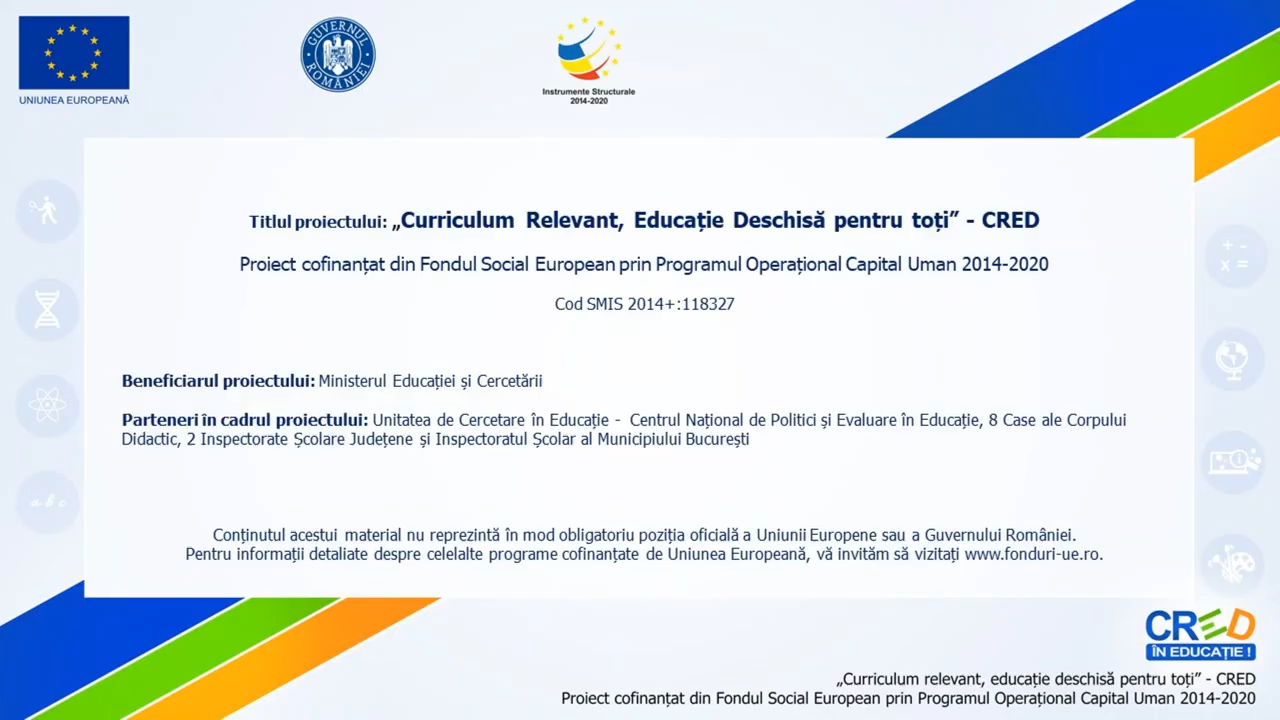 UNIUNEA EUROPEANĂ
GUVERNUL ROMÂNIEI
Instrumente Structurale
2014-2020
Titlul proiectului: „Curriculum Relevant, Educație Deschisă pentru toți” - CRED
Proiect cofinanțat din Fondul Social European prin Programul Operațional Capital Uman 2014-2020
Cod SMIS 2014+:118327
Beneficiarul proiectului: Ministerul Educației și Cercetării
Parteneri în cadrul proiectului: Unitatea de Cercetare în Educație - Centrul Național de Politici și Evaluare în Educație, 8 Case ale Corpului
Didactic, 2 Inspectorate Școlare Județene și Inspectoratul Școlar al Municipiului București
Conținutul acestui material nu reprezintă în mod obligatoriu poziția oficială a Uniunii Europene sau a Guvernului României.
Pentru informații detaliate despre celelalte programe cofinanțate de Uniunea Europeană, vă invităm să vizitați www.fonduri-ue.ro.
+ -
x =
a b c
CRED
ÎN EDUCAȚIE !
„Curriculum relevant, educație deschisă pentru toți” - CRED
Proiect cofinanțat din Fondul Social European prin Programul Operațional Capital Uman 2014-2020